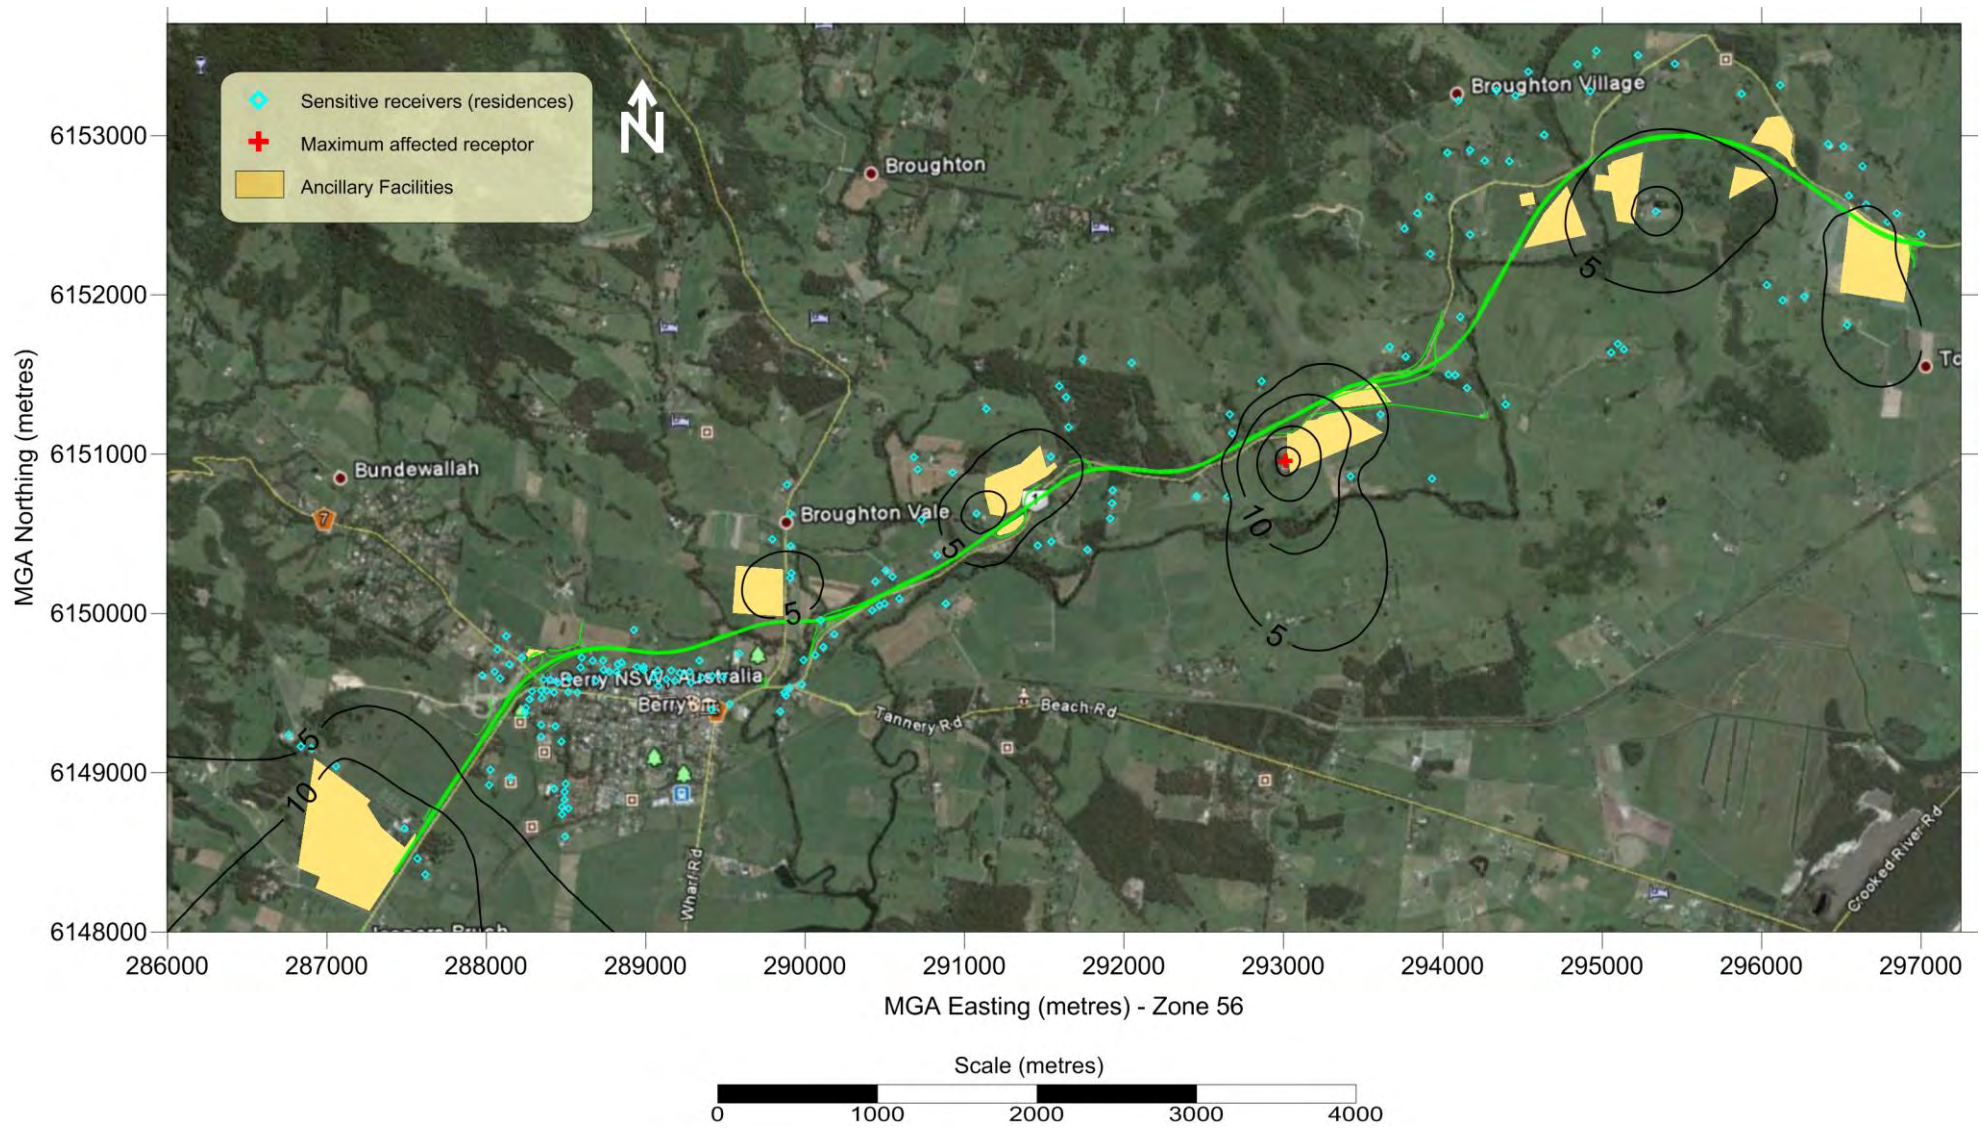 Sensitive receivers (residences)
Maximum affected receptor
Ancillary Facilities
N
Broughton Village
Broughton
Bundewallah
Broughton Vale
Berry NSW, Australia
Berry
Tannery Rd
Beach Rd
Wharf Rd
Crooked River Rd
To
7
1
5
5
5
5
10
5
5
10
MGA Northing (metres)
6153000
6152000
6151000
6150000
6149000
6148000
286000 287000 288000 289000 290000 291000 292000 293000 294000 295000 296000 297000
MGA Easting (metres) - Zone 56
Scale (metres)
0 1000 2000 3000 4000